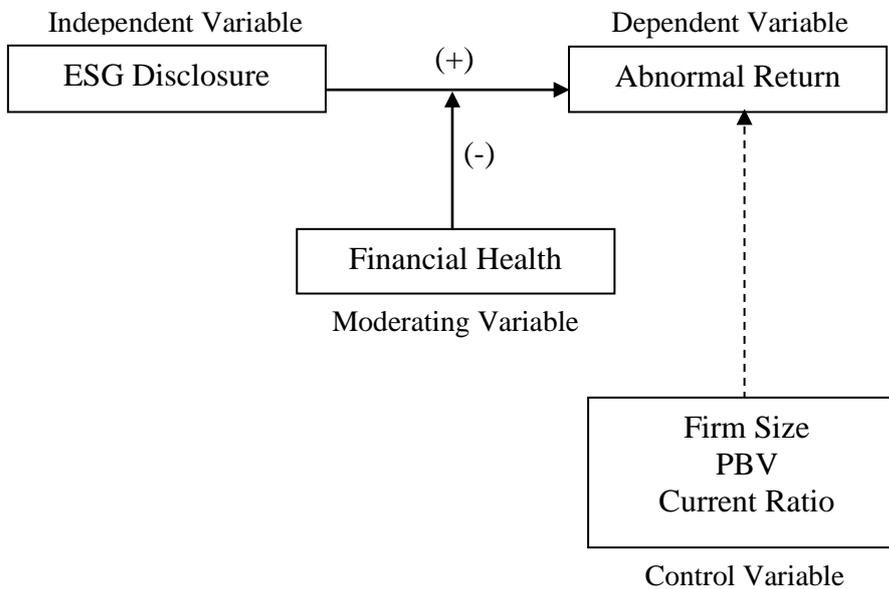 Independent Variable
Dependent Variable
ESG Disclosure
(+)
Abnormal Return
(-)
Financial Health
Moderating Variable
Firm Size
PBV
Current Ratio
Control Variable